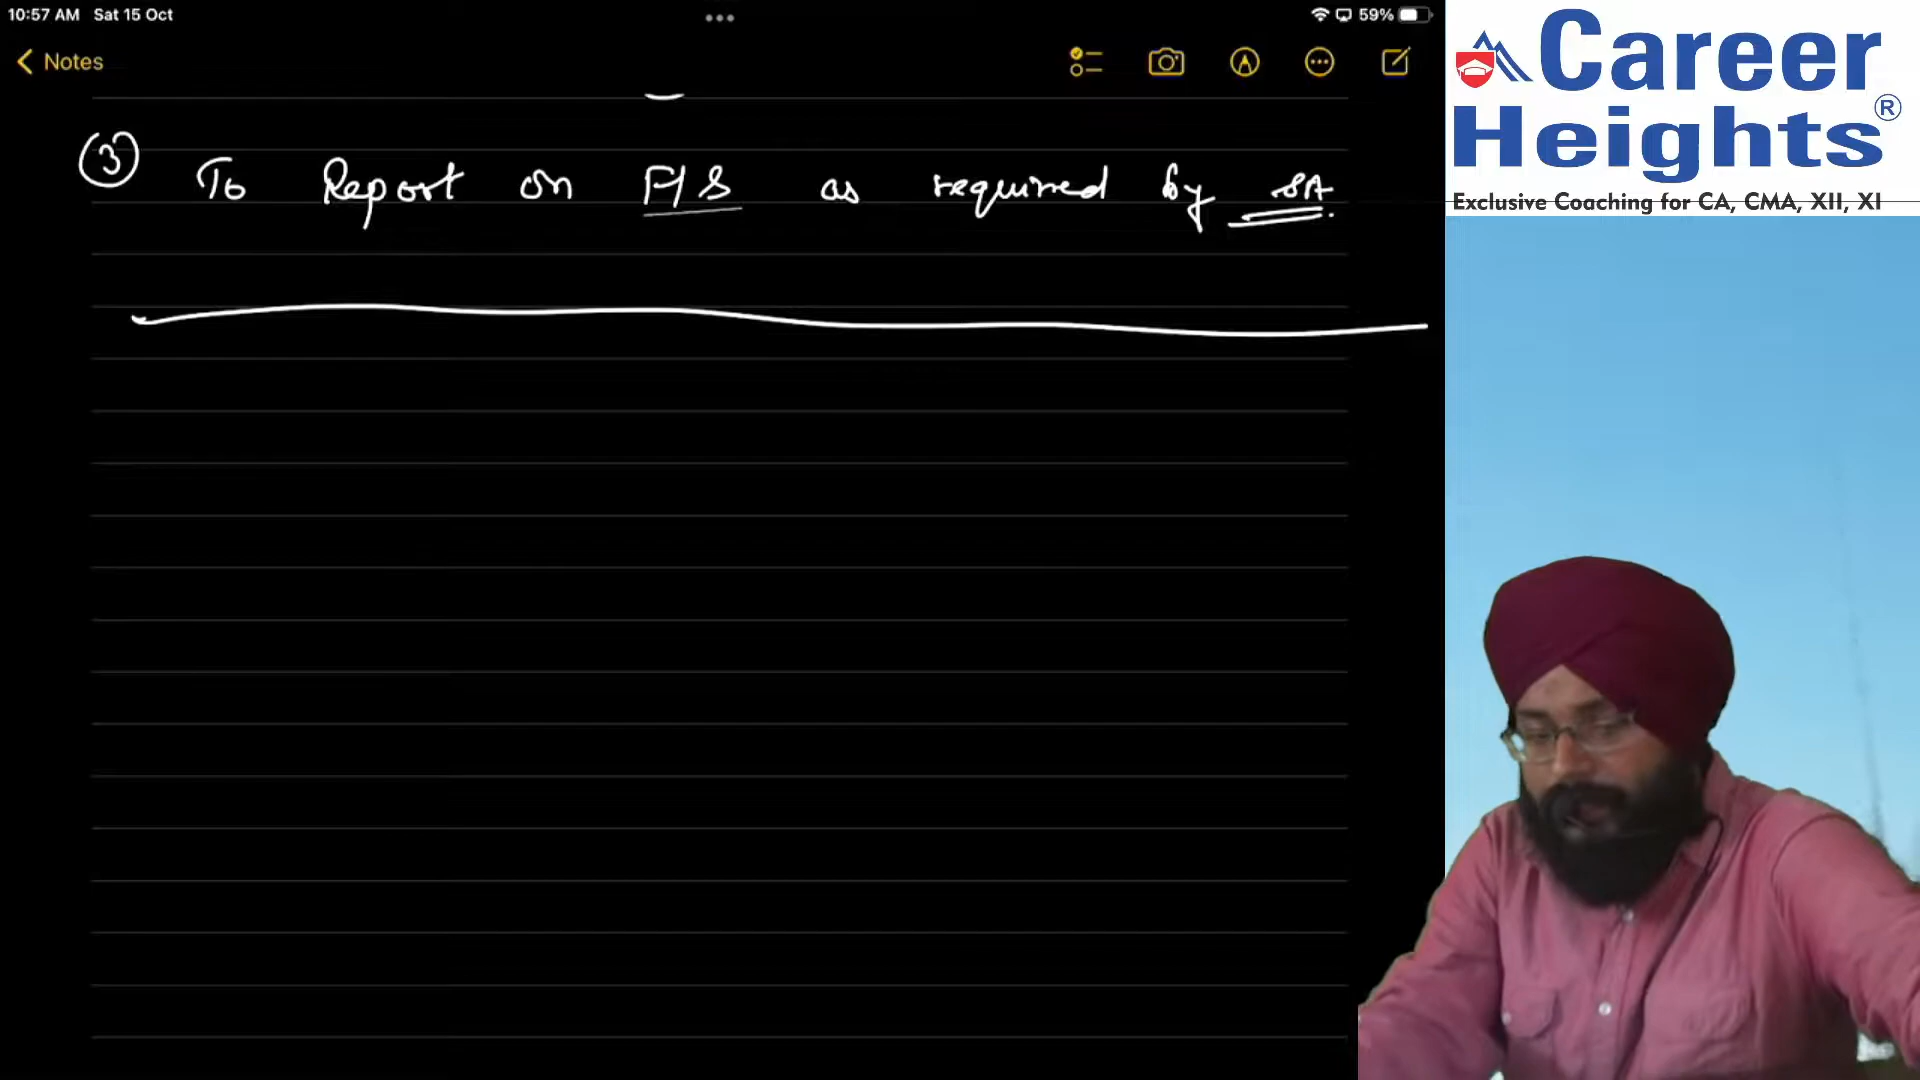 10:57 AM Sat 15 Oct
59%
Notes
③ To Report on F/S as required by SA.
Career
Heights®
Exclusive Coaching for CA, CMA, XII, XI